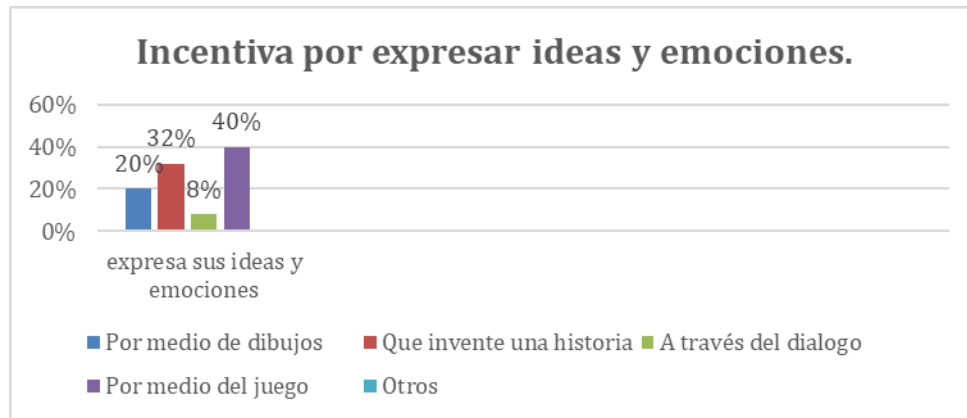 Incentiva por expresar ideas y emociones.
60%
40%
20%
0%
20%
32%
8%
40%
expresa sus ideas y
emociones
Por medio de dibujos
Que invente una historia
A través del dialogo
Por medio del juego
Otros